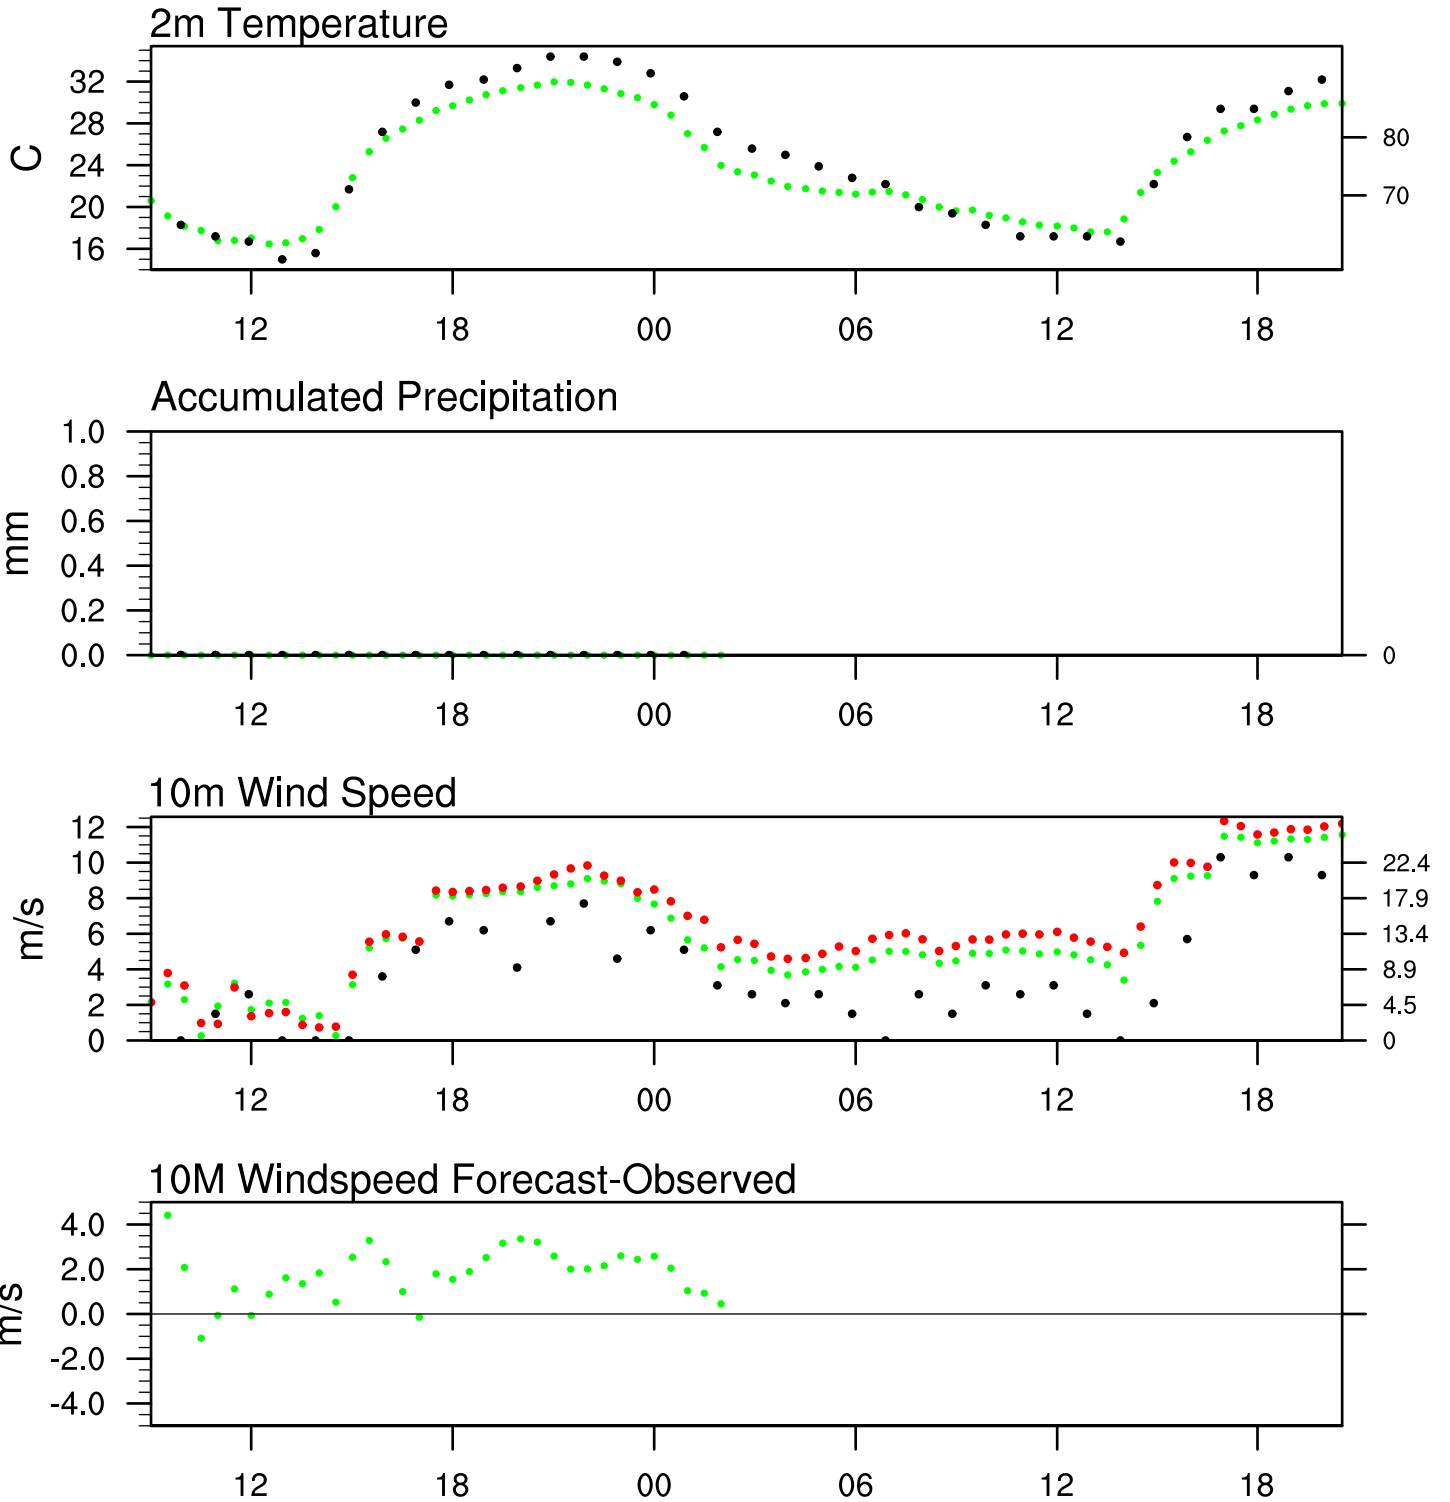 2m Temperature
32
28
24
20
16
C
80
70
12 18 00 06 12 18
Accumulated Precipitation
1.0
0.8
0.6
0.4
0.2
0.0
mm
0
12 18 00 06 12 18
10m Wind Speed
12
10
8
6
4
2
0
m/s
22.4
17.9
13.4
8.9
4.5
0
12 18 00 06 12 18
10M Windspeed Forecast-Observed
4.0
2.0
0.0
-2.0
-4.0
m/s
12 18 00 06 12 18